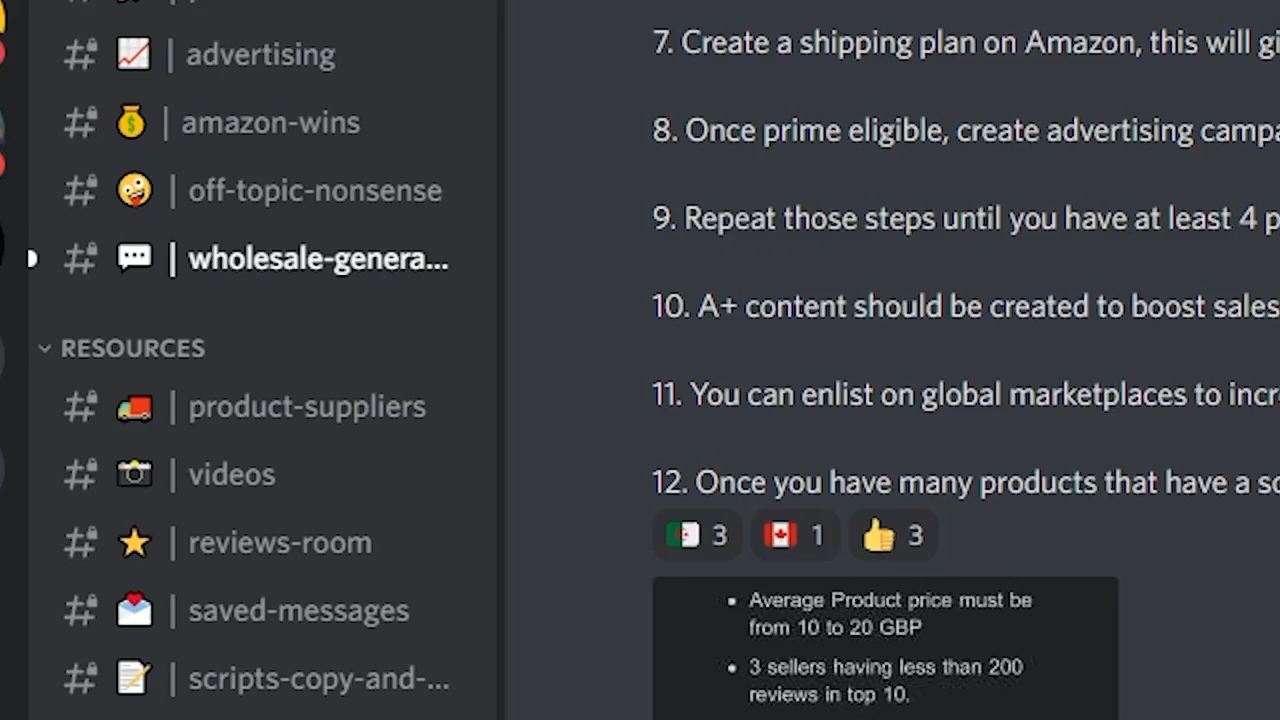 | advertising
| amazon-wins
| off-topic-nonsense
| wholesale-genera...
RESOURCES
| product-suppliers
| videos
| reviews-room
| saved-messages
| scripts-copy-and-...
7. Create a shipping plan on Amazon, this will gi
8. Once prime eligible, create advertising campa
9. Repeat those steps until you have at least 4 p
10. A+ content should be created to boost sales
11. You can enlist on global marketplaces to incr
12. Once you have many products that have a so
3 1 3
• Average Product price must be
from 10 to 20 GBP
• 3 sellers having less than 200
reviews in top 10.